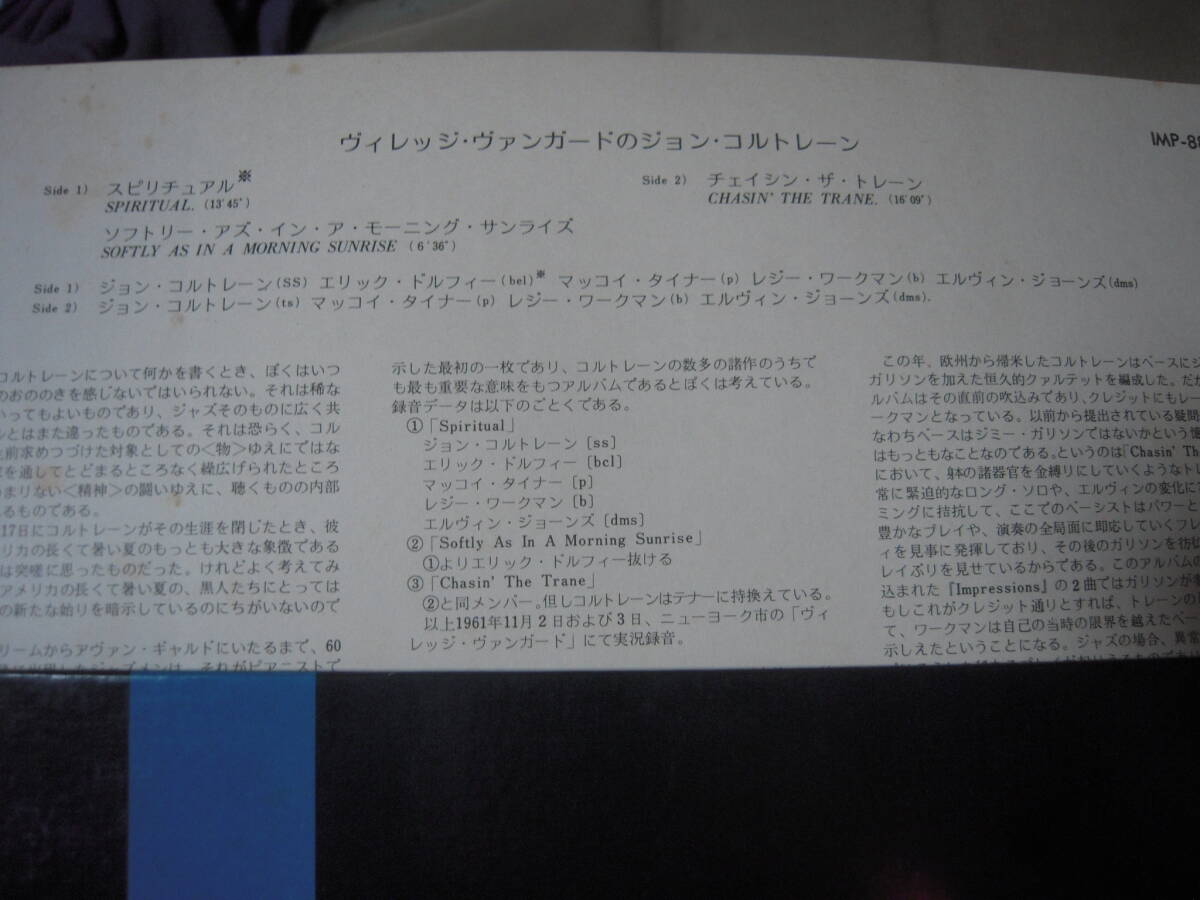 ヴィレッジ・ヴァンガードのジョン・コルトレーン
IMP-88
Side 1) スピリチュアル※
SPIRITUAL. (13'45")
ソフトリー・アズ・イン・ア・モーニング・サンライズ
SOFTLY AS IN A MORNING SUNRISE (6'36")
Side 2) チェイシン・ザ・トレーン
CHASIN' THE TRANE. (16'09")
Side 1) ジョン・コルトレーン(SS) エリック・ドルフィー(bel)※ マッコイ・タイナー(p) レジー・ワークマン(b) エルヴィン・ジョーンズ(dms)
Side 2) ジョン・コルトレーン(ts) マッコイ・タイナー(p) レジー・ワークマン(b) エルヴィン・ジョーンズ(dms).
コルトレーンについて何かを書くとき、ぼくはいつ
のおののきを感じないではいられない。それは稀な
いってもよいものであり、ジャズそのものに広く共
ルとはまた違ったものである。それは恐らく、コル
生前求めつづけた対象としての<物>ゆえにではな
を通してとどまるところなく繰広げられたところ
まりない<精神>の闘いゆえに、聴くものの内部
るものである。
17日にコルトレーンがその生涯を閉じたとき、彼
リカの長くて暑い夏のもっとも大きな象徴である
は突嗟に思ったものだった。けれどよく考えてみ
アメリカの長くて暑い夏の、黒人たちにとっては
の新たな始りを暗示しているのにちがいないので
リームからアヴァン・ギャルドにいたるまで、60
に出現したジャズメンは、それがピアニストで
示した最初の一枚であり、コルトレーンの数多の諸作のうちで
も最も重要な意味をもつアルバムであるとぼくは考えている。
録音データは以下のごとくである。
①「Spiritual」
ジョン・コルトレーン [ss]
エリック・ドルフィー [bcl]
マッコイ・タイナー [p]
レジー・ワークマン [b]
エルヴィン・ジョーンズ [dms]
②「Softly As In A Morning Sunrise」
①よりエリック・ドルフィー抜ける
③「Chasin' The Trane」
②と同メンバー。但しコルトレーンはテナーに持換えている。
以上1961年11月2日および3日、ニューヨーク市の「ヴィ
レッジ・ヴァンガード」にて実況録音。
この年、欧州から帰米したコルトレーンはベースにジ
ガリソンを加えた恒久的クァルテットを編成した。だが
ルバムはその直前の吹込みであり、クレジットにもレー
ークマンとなっている。以前から提出されている疑問
なわちベースはジミー・ガリソンではないかという憶
はもっともなことなのである。というのは「Chasin' Th
において、躰の諸器官を金縛りにしていくようなト
常に緊迫的なロング・ソロや、エルヴィンの変化に
ミングに拮抗して、ここでのベーシストはパワーと
豊かなプレイや、演奏の全局面に即応していくフレ
ィを見事に発揮しており、その後のガリソンを彷彿
レイぶりを見せているからである。このアルバムの
込まれた『Impressions』の2曲ではガリソンが
もしこれがクレジット通りとすれば、トレーンの
て、ワークマンは自己の当時の限界を越えたベー
示しえたということになる。ジャズの場合、異常